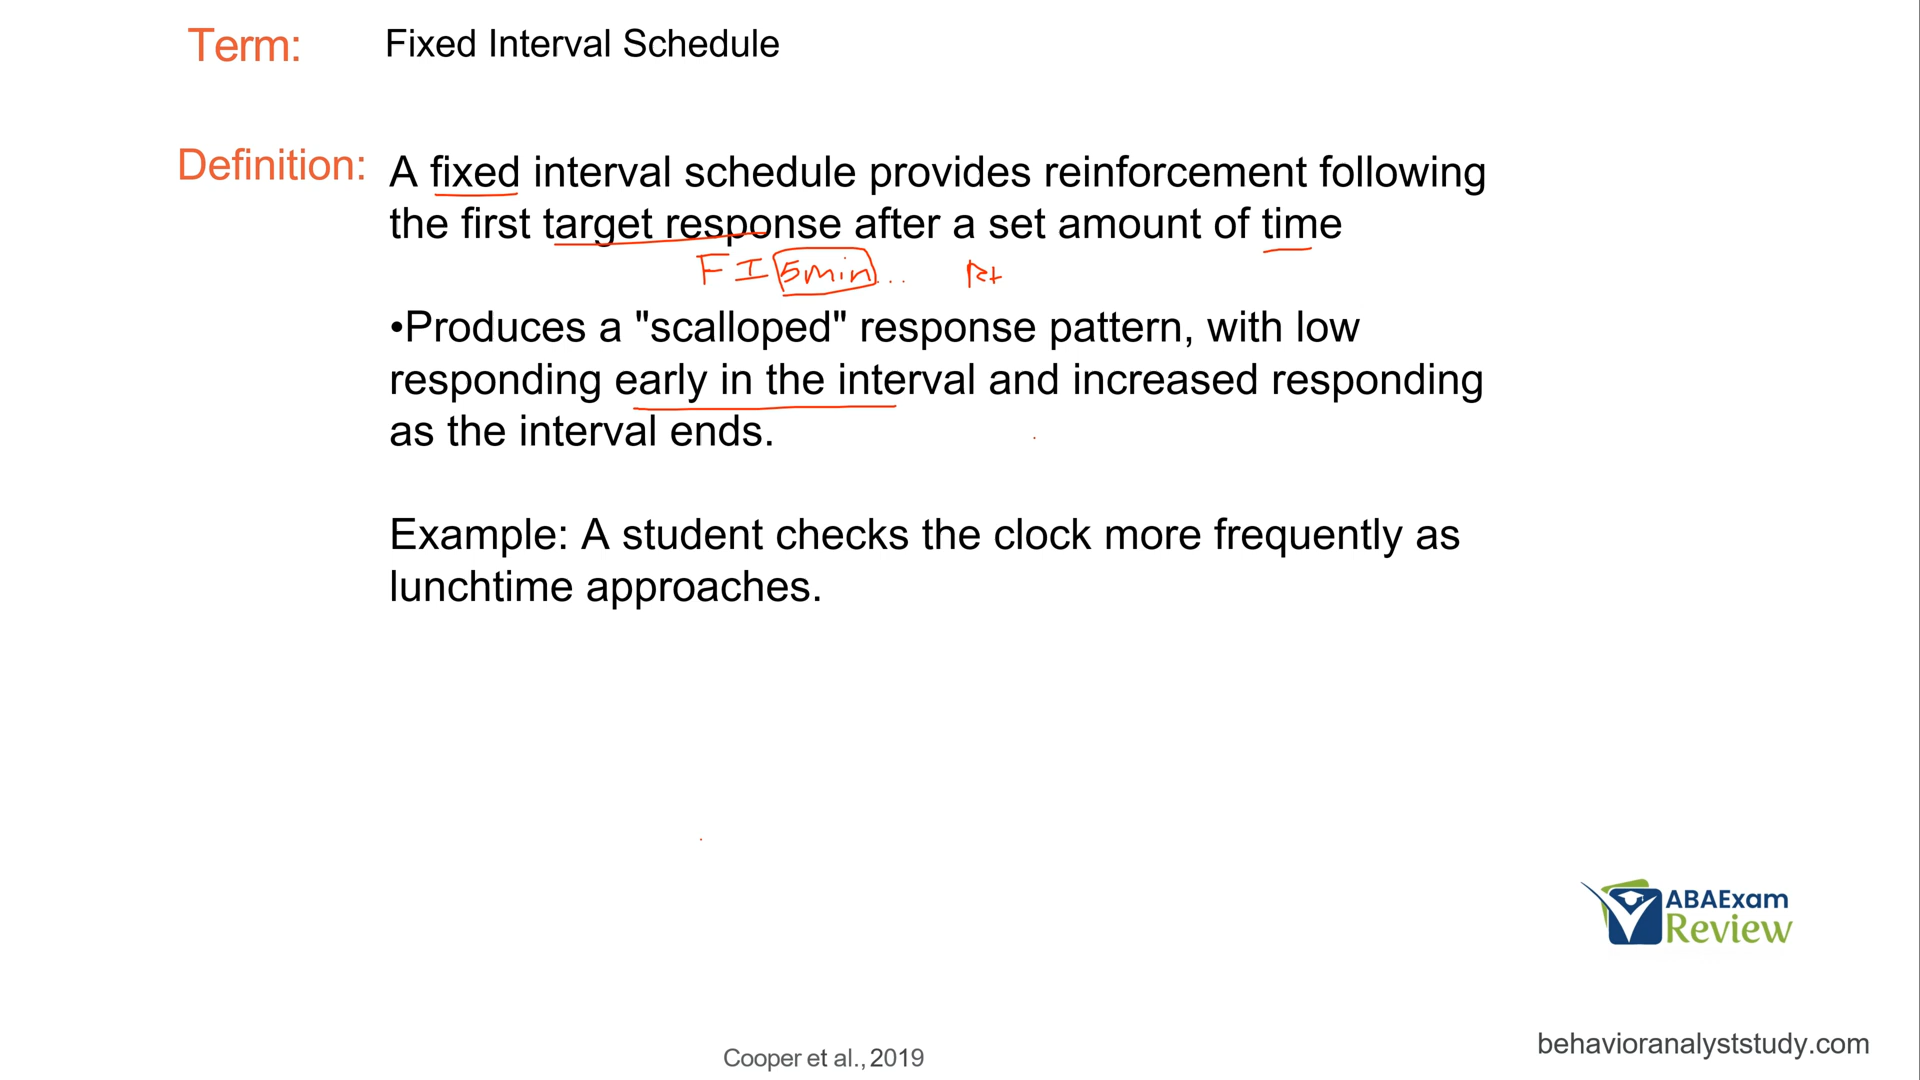 Term: Fixed Interval Schedule
Definition: A fixed interval schedule provides reinforcement following
the first target response after a set amount of time
FI 5min... R+
•Produces a "scalloped" response pattern, with low
responding early in the interval and increased responding
as the interval ends.
Example: A student checks the clock more frequently as
lunchtime approaches.
ABAExam
Review
behavioranalyststudy.com
Cooper et al., 2019